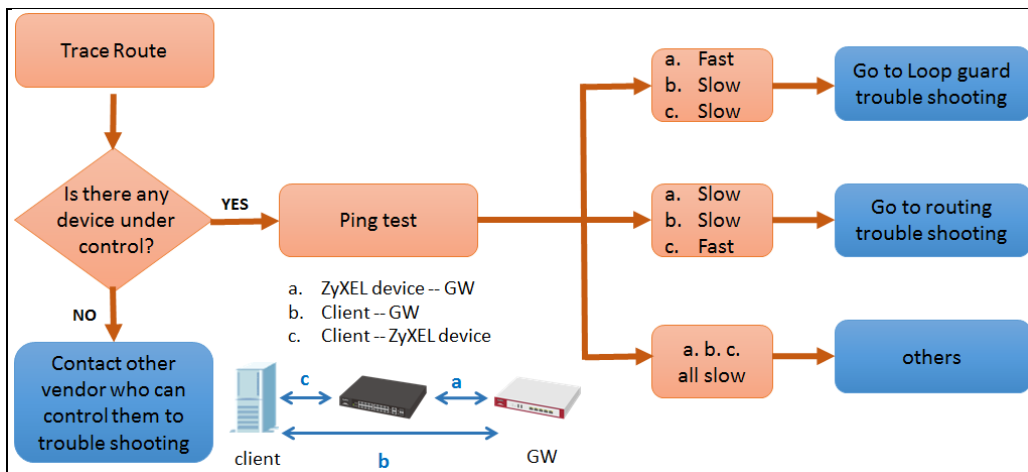 Trace Route
Is there any
device under
control?
YES
NO
Contact other
vendor who can
control them to
trouble shooting
Ping test
a. ZyXEL device -- GW
b. Client -- GW
c. Client -- ZyXEL device
c
a
b
client
GW
a. Fast
b. Slow
c. Slow
Go to Loop guard
trouble shooting
a. Slow
b. Slow
c. Fast
Go to routing
trouble shooting
a. b. c.
all slow
others